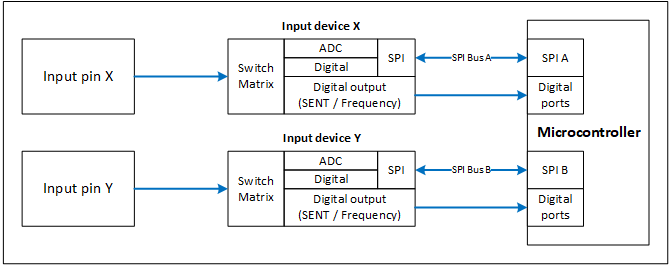 Input device X
Input pin X
Switch
Matrix
ADC
Digital
SPI
Digital output
(SENT / Frequency)
SPI Bus A
SPI A
Digital
ports
Microcontroller
Input device Y
Input pin Y
Switch
Matrix
ADC
Digital
SPI
Digital output
(SENT / Frequency)
SPI Bus B
SPI B
Digital
ports